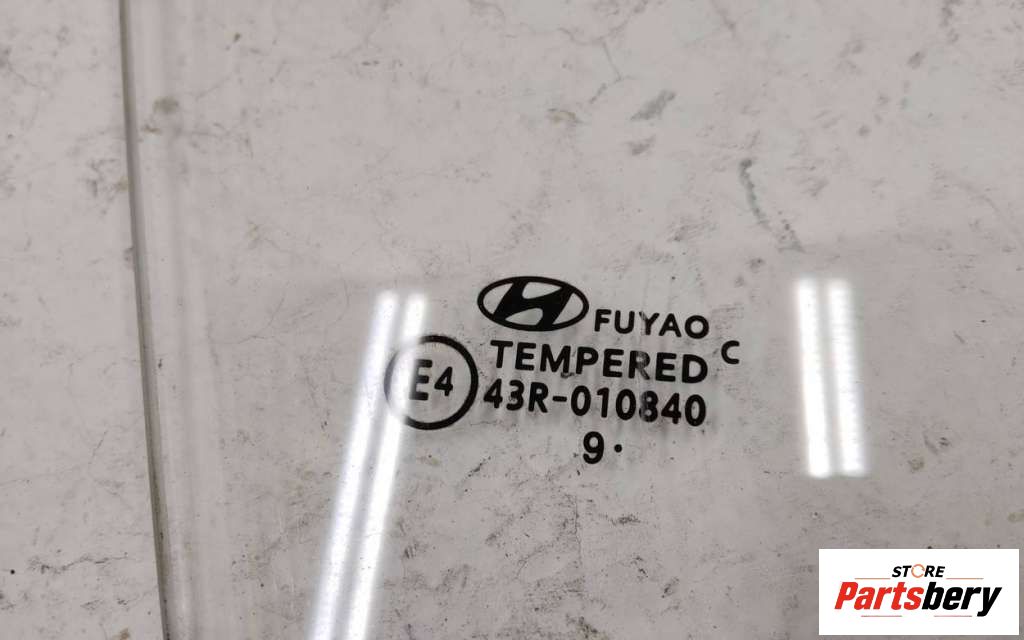 FUYAO
TEMPERED C
E4 43R-010840
9.
STORE
Partsbery